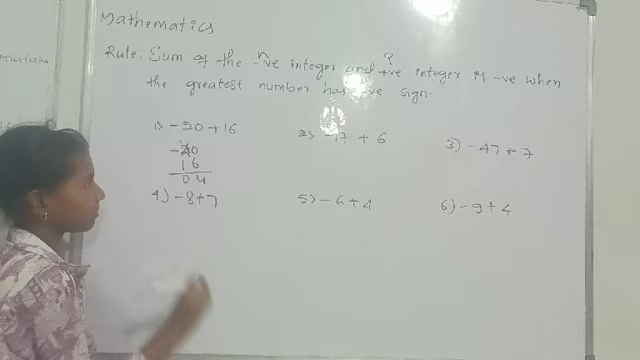 Mathematics
Rule: Sum of the -ve integer and +ve integer is -ve when
the greatest number has -ve sign.
1) -20+16
-20
16
04
2) -17 + 6
3) -47+7
4) -8+7
5) -6+4
6) -9+4